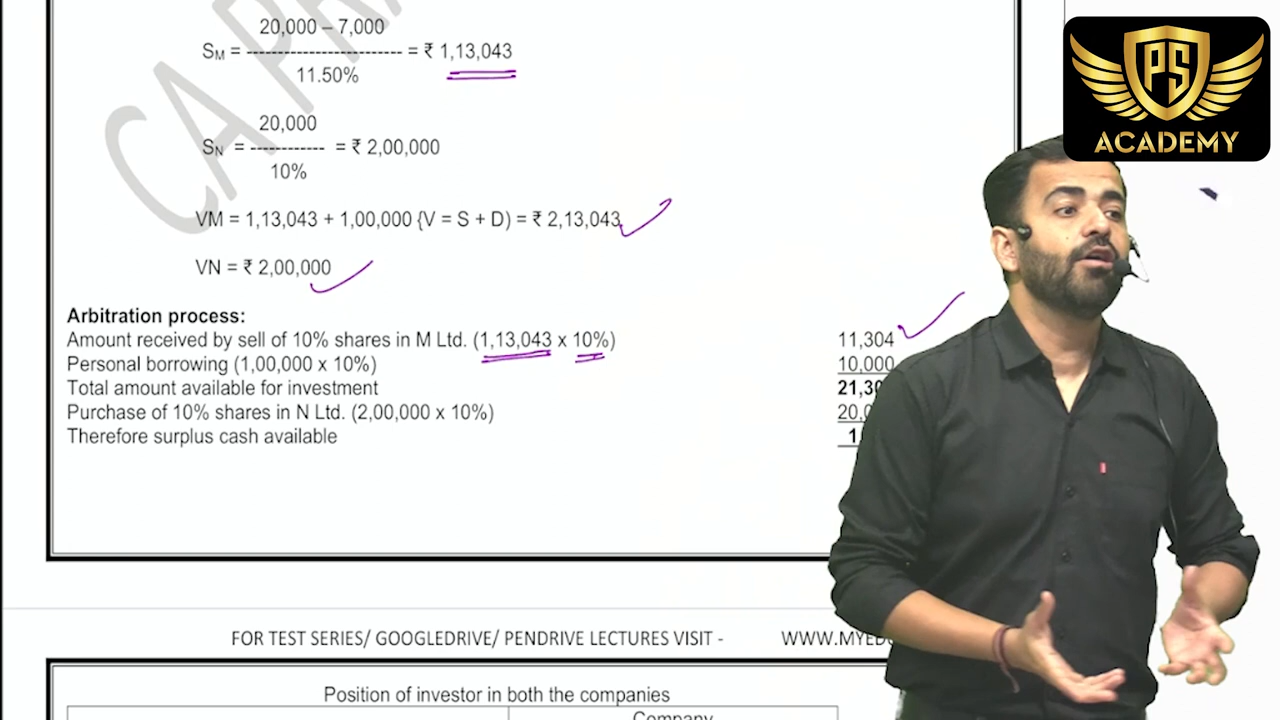 20,000 – 7,000
SM = ------------------------- = ₹ 1,13,043
11.50%
20,000
SN = ------------ = ₹ 2,00,000
10%
VM = 1,13,043 + 1,00,000 {V = S + D) = ₹ 2,13,043
VN = ₹ 2,00,000
Arbitration process:
Amount received by sell of 10% shares in M Ltd. (1,13,043 x 10%) 11,304
Personal borrowing (1,00,000 x 10%) 10,000
Total amount available for investment
Purchase of 10% shares in N Ltd. (2,00,000 x 10%)
Therefore surplus cash available
FOR TEST SERIES/ GOOGLEDRIVE/ PENDRIVE LECTURES VISIT -
Position of investor in both the companies
Company
CA
PS
ACADEMY